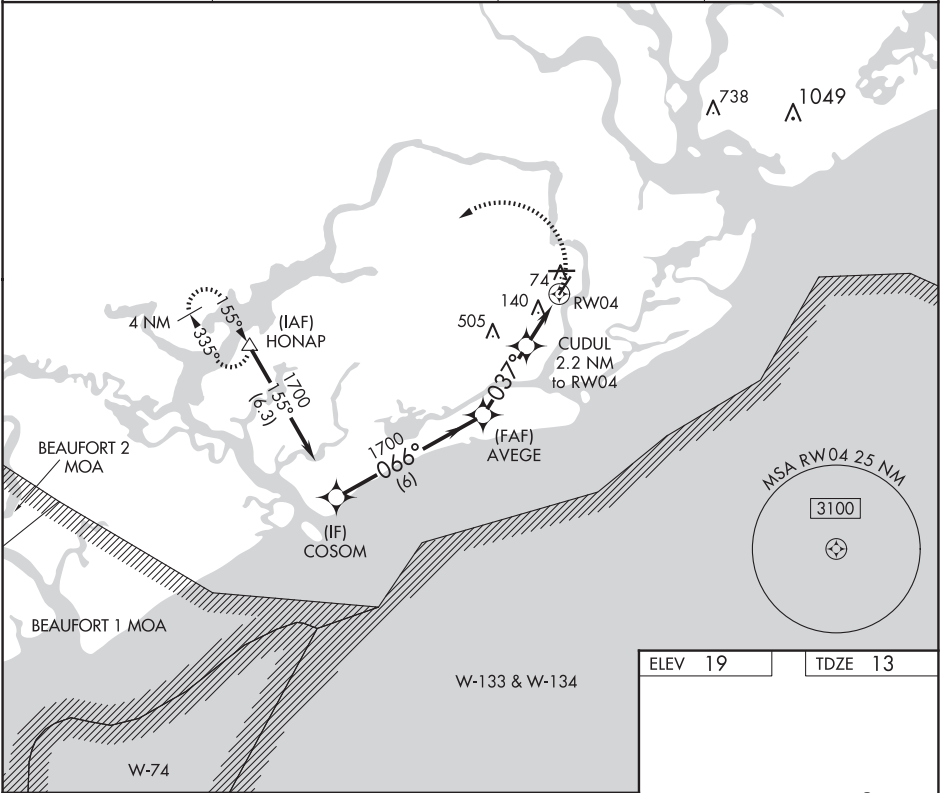 738
1049
74
RW04
140
505
CUDUL
2.2 NM
to RW04
4 NM
155°
335°
(IAF)
HONAP
1700
155°
(6.3)
037°
(FAF)
AVEGE
1700
066°
(6)
(IF)
COSOM
BEAUFORT 2
MOA
BEAUFORT 1 MOA
MSA RW04 25 NM
3100
W-133 & W-134
W-74
ELEV 19
TDZE 13